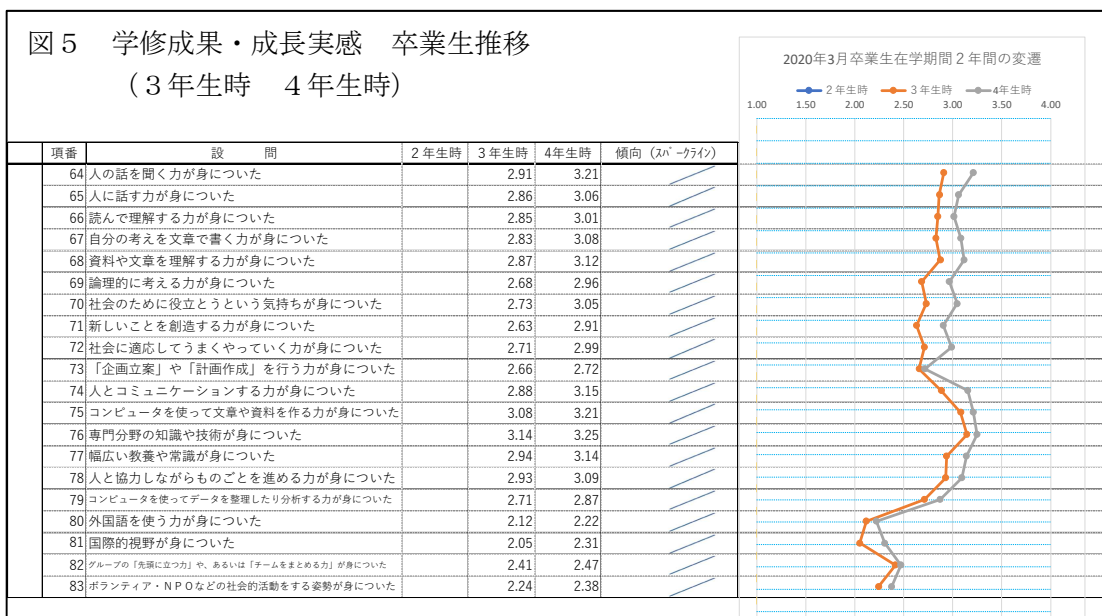 図5 学修成果・成長実感 卒業生推移
(3年生時 4年生時)
2020年3月卒業生在学期間2年間の変遷
2年生時 3年生時 4年生時
1.00 1.50 2.00 2.50 3.00 3.50 4.00
項番 設 問 2年生時 3年生時 4年生時 傾向(スパークライン)
64 人の話を聞く力が身についた 2.91 3.21
65 人に話す力が身についた 2.86 3.06
66 読んで理解する力が身についた 2.85 3.01
67 自分の考えを文章で書く力が身についた 2.83 3.08
68 資料や文章を理解する力が身についた 2.87 3.12
69 論理的に考える力が身についた 2.68 2.96
70 社会のために役立とうという気持ちが身についた 2.73 3.05
71 新しいことを創造する力が身についた 2.63 2.91
72 社会に適応してうまくやっていく力が身についた 2.71 2.99
73 「企画立案」や「計画作成」を行う力が身についた 2.66 2.72
74 人とコミュニケーションする力が身についた 2.88 3.15
75 コンピュータを使って文章や資料を作る力が身についた 3.08 3.21
76 専門分野の知識や技術が身についた 3.14 3.25
77 幅広い教養や常識が身についた 2.94 3.14
78 人と協力しながらものごとを進める力が身についた 2.93 3.09
79 コンピュータを使ってデータを整理したり分析する力が身についた 2.71 2.87
80 外国語を使う力が身についた 2.12 2.22
81 国際的視野が身についた 2.05 2.31
82 グループの「先頭に立つ力」や、あるいは「チームをまとめる力」が身についた 2.41 2.47
83 ボランティア・NPOなどの社会的活動をする姿勢が身についた 2.24 2.38